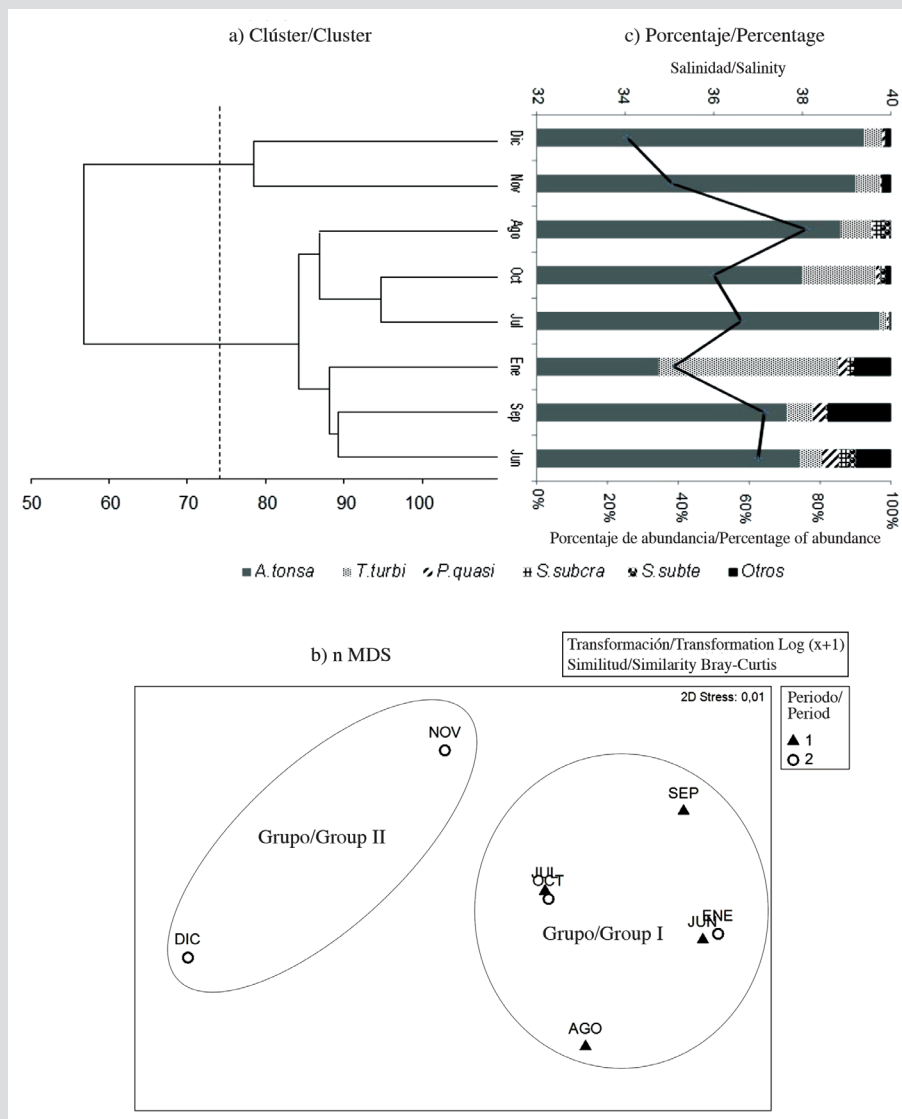 a) Clúster/Cluster
c) Porcentaje/Percentage
Salinidad/Salinity
32 34 36 38 40
Dic
Nov
Ago
Oct
Jul
Ene
Sep
Jun
50 60 70 80 90 100
0% 20% 40% 60% 80% 100%
Porcentaje de abundancia/Percentage of abundance
A.tonsa T.turbi P.quasi S.subcra S.subte Otros
b) n MDS
Transformación/Transformation Log (x+1)
Similitud/Similarity Bray-Curtis
2D Stress: 0,01
Periodo/
Period
1
2
NOV
SEP
Grupo/Group II
JUL
OCT
ENE
JUN
Grupo/Group I
DIC
AGO